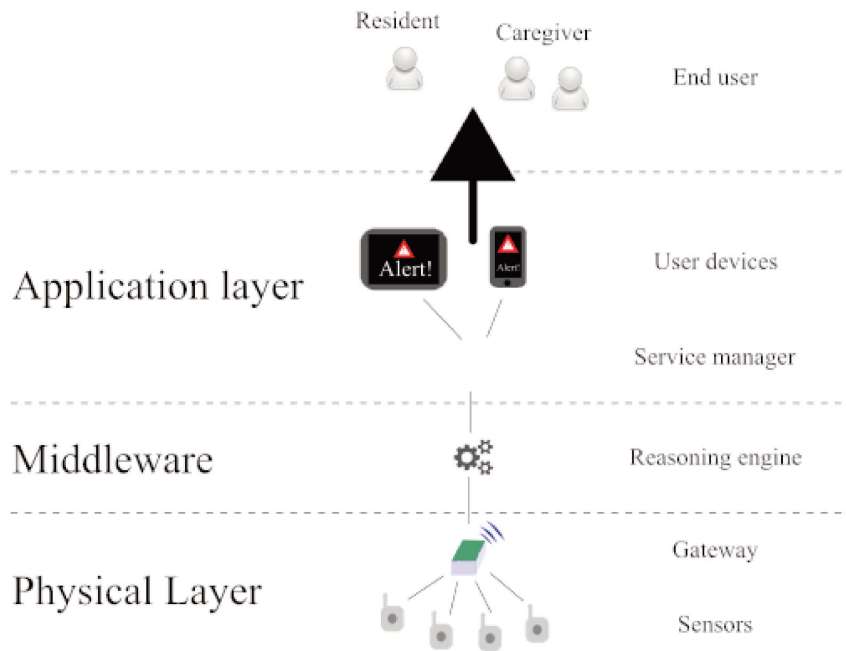 Resident
Caregiver
End user
Alert!
Alert!
User devices
Application layer
Service manager
Middleware
Reasoning engine
Gateway
Physical Layer
Sensors